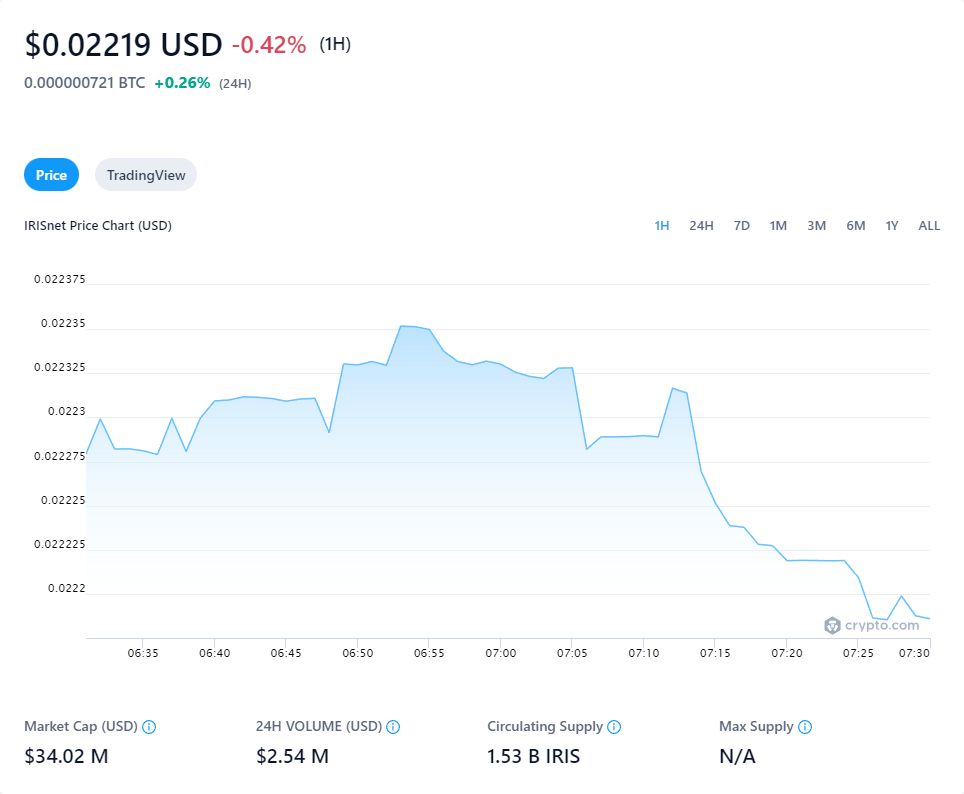 $0.02219 USD -0.42% (1H)
0.000000721 BTC +0.26% (24H)
Price TradingView
IRISnet Price Chart (USD) 1H 24H 7D 1M 3M 6M 1Y ALL
0.022375
0.02235
0.022325
0.0223
0.022275
0.02225
0.022225
0.0222
crypto.com
06:35 06:40 06:45 06:50 06:55 07:00 07:05 07:10 07:15 07:20 07:25 07:30
Market Cap (USD) 24H VOLUME (USD) Circulating Supply Max Supply
$34.02 M $2.54 M 1.53 B IRIS N/A